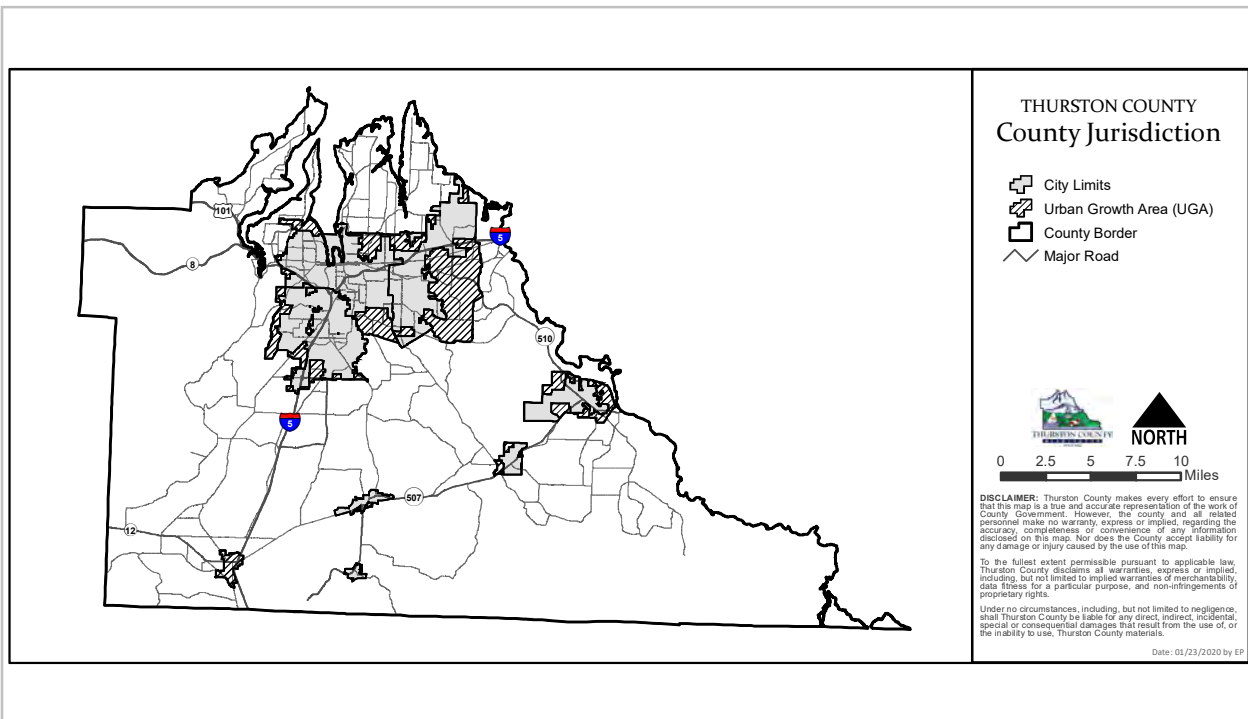 THURSTON COUNTY
County Jurisdiction
City Limits
Urban Growth Area (UGA)
County Border
Major Road
101
8
5
510
5
507
12
THURSTON COUNTY
NORTH
0 2.5 5 7.5 10
Miles
DISCLAIMER: Thurston County makes every effort to ensure
that this map is a true and accurate representation of the work of
County Government. However, the county and all related
personnel make no warranty, express or implied, regarding the
accuracy, completeness or convenience of any information
disclosed on this map. Nor does the County accept liability for
any damage or injury caused by the use of this map.
To the fullest extent permissible pursuant to applicable law,
Thurston County disclaims all warranties, express or implied,
including, but not limited to implied warranties of merchantability,
data fitness for a particular purpose, and non-infringements of
proprietary rights.
Under no circumstances, including, but not limited to negligence,
shall Thurston County be liable for any direct, indirect, incidental,
special or consequential damages that result from the use of, or
the inability to use, Thurston County materials.
Date: 01/23/2020 by EP